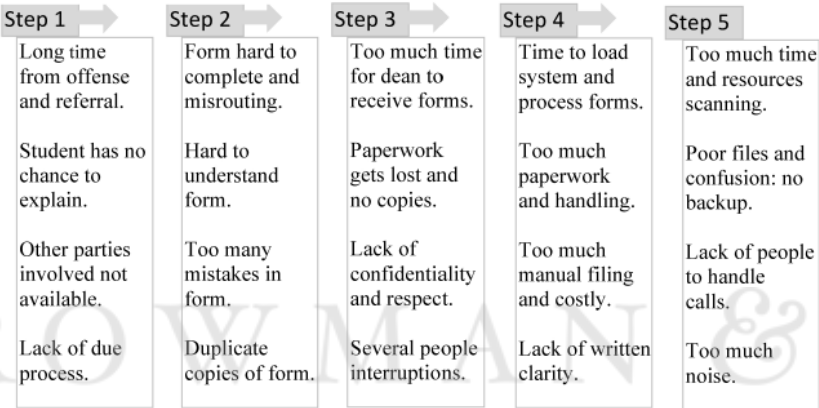 Step 1
Long time
from offense
and referral.
Student has no
chance to
explain.
Other parties
involved not
available.
Lack of due
process.
Step 2
Form hard to
complete and
misrouting.
Hard to
understand
form.
Too many
mistakes in
form.
Duplicate
copies of form.
Step 3
Too much time
for dean to
receive forms.
Paperwork
gets lost and
no copies.
Lack of
confidentiality
and respect.
Several people
interruptions.
Step 4
Time to load
system and
process forms.
Too much
paperwork
and handling.
Too much
manual filing
and costly.
Lack of written
clarity.
Step 5
Too much time
and resources
scanning.
Poor files and
confusion: no
backup.
Lack of people
to handle
calls.
Too much
noise.
ROWMAN &